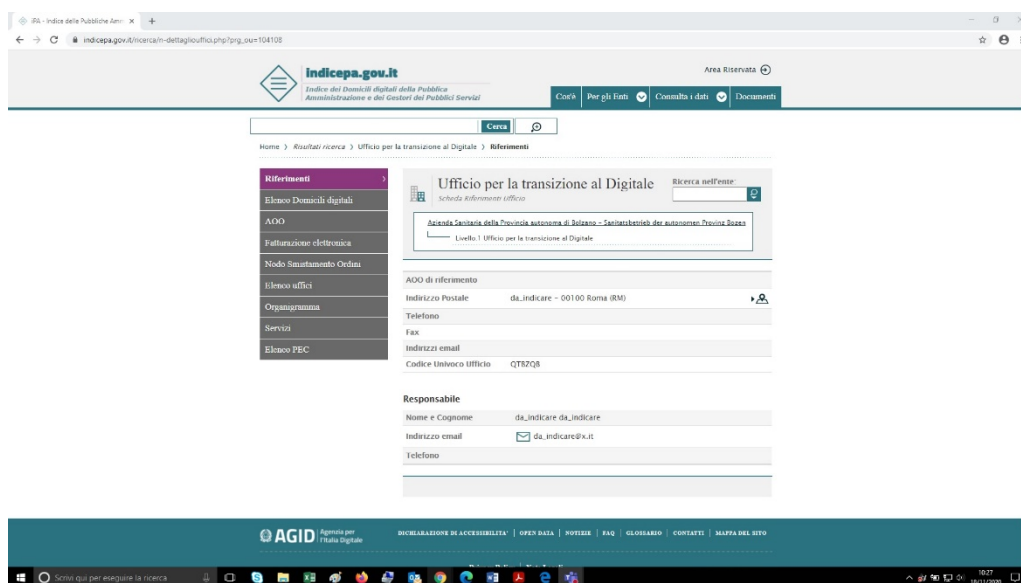 iPA - Indice delle Pubbliche Amm
indicepa.gov.it/ricerca/n-dettagliouffici.php?prg_ou=104108
indicepa.gov.it
Indice dei Domicili digitali della Pubblica
Amministrazione e dei Gestori dei Pubblici Servizi
Area Riservata
Cos'è Per gli Enti Consulta i dati Documenti
Cerca
Home > Risultati ricerca > Ufficio per la transizione al Digitale > Riferimenti
Riferimenti
Elenco Domicili digitali
AOO
Fatturazione elettronica
Nodo Smistamento Ordini
Elenco uffici
Organigramma
Servizi
Elenco PEC
Ufficio per la transizione al Digitale
Scheda Riferimenti Ufficio
Ricerca nell'ente:
Azienda Sanitaria della Provincia autonoma di Bolzano - Sanitatsbetrieb der autonomen Provinz Bozen
Livello.1 Ufficio per la transizione al Digitale
AOO di riferimento
Indirizzo Postale da_indicare - 00100 Roma (RM)
Telefono
Fax
Indirizzi email
Codice Univoco Ufficio QTBZQB
Responsabile
Nome e Cognome da_indicare da_indicare
Indirizzo email da_indicare@x.it
Telefono
AGID Agenzia per
l'Italia Digitale
DICHIARAZIONE DI ACCESSIBILITA' | OPEN DATA | NOTIZIE | FAQ | GLOSSARIO | CONTATTI | MAPPA DEL SITO
Scrivi qui per eseguire la ricerca
10:27
18/11/2020